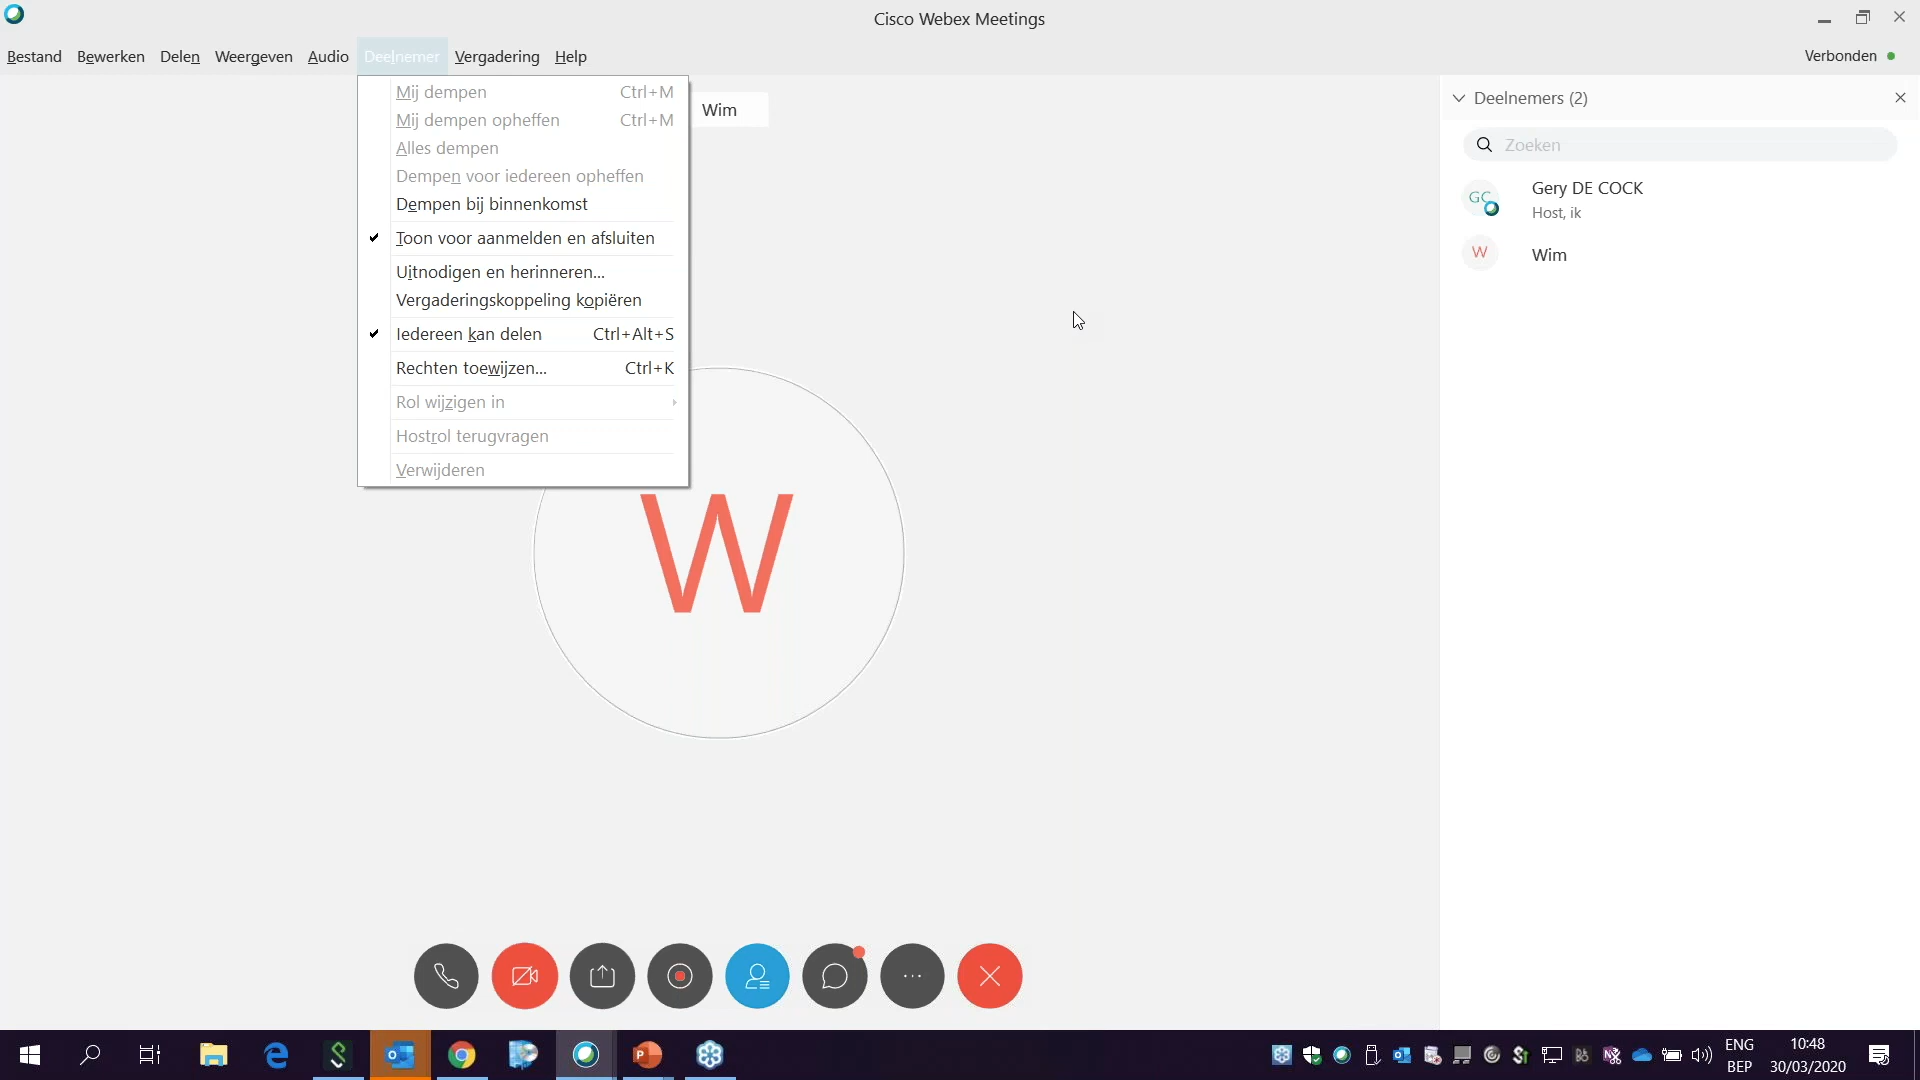 Cisco Webex Meetings
Bestand Bewerken Delen Weergeven Audio Deelnemer Vergadering Help
Verbonden
Mij dempen Ctrl+M
Mij dempen opheffen Ctrl+M
Alles dempen
Dempen voor iedereen opheffen
Dempen bij binnenkomst
Toon voor aanmelden en afsluiten
Uitnodigen en herinneren...
Vergaderingskoppeling kopiëren
Iedereen kan delen Ctrl+Alt+S
Rechten toewijzen... Ctrl+K
Rol wijzigen in
Hostrol terugvragen
Verwijderen
Wim
W
Deelnemers (2)
Zoeken
GC
Gery DE COCK
Host, ik
W
Wim
ENG
BEP
10:48
30/03/2020